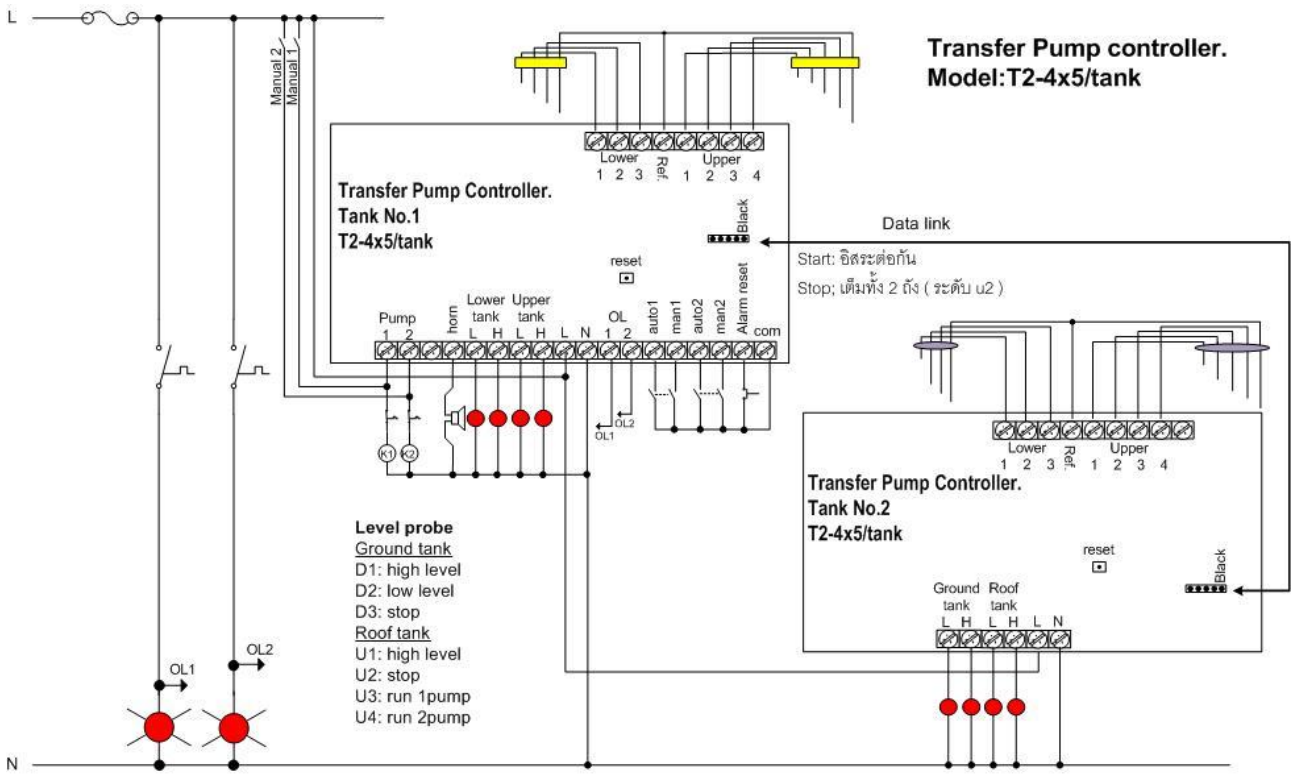 L
Transfer Pump controller.
Model:T2-4x5/tank
Manual 2
Manual 1
Lower Ref. Upper
1 2 3 1 2 3 4
Transfer Pump Controller.
Tank No.1
T2-4x5/tank
Black
Data link
Start: อิสระต่อกัน
Stop; เต็มทั้ง 2 ถัง ( ระดับ u2 )
reset
Pump
1 2
horn
Lower tank
L H
Upper tank
L H
L N
OL
1 2
auto1
man1
auto2
man2
Alarm reset
com
OL1
OL2
K1
K2
Lower Ref. Upper
1 2 3 1 2 3 4
Transfer Pump Controller.
Tank No.2
T2-4x5/tank
reset
Black
Ground tank
L H
Roof tank
L H
L N
Level probe
Ground tank
D1: high level
D2: low level
D3: stop
Roof tank
U1: high level
U2: stop
U3: run 1pump
U4: run 2pump
OL1
OL2
N